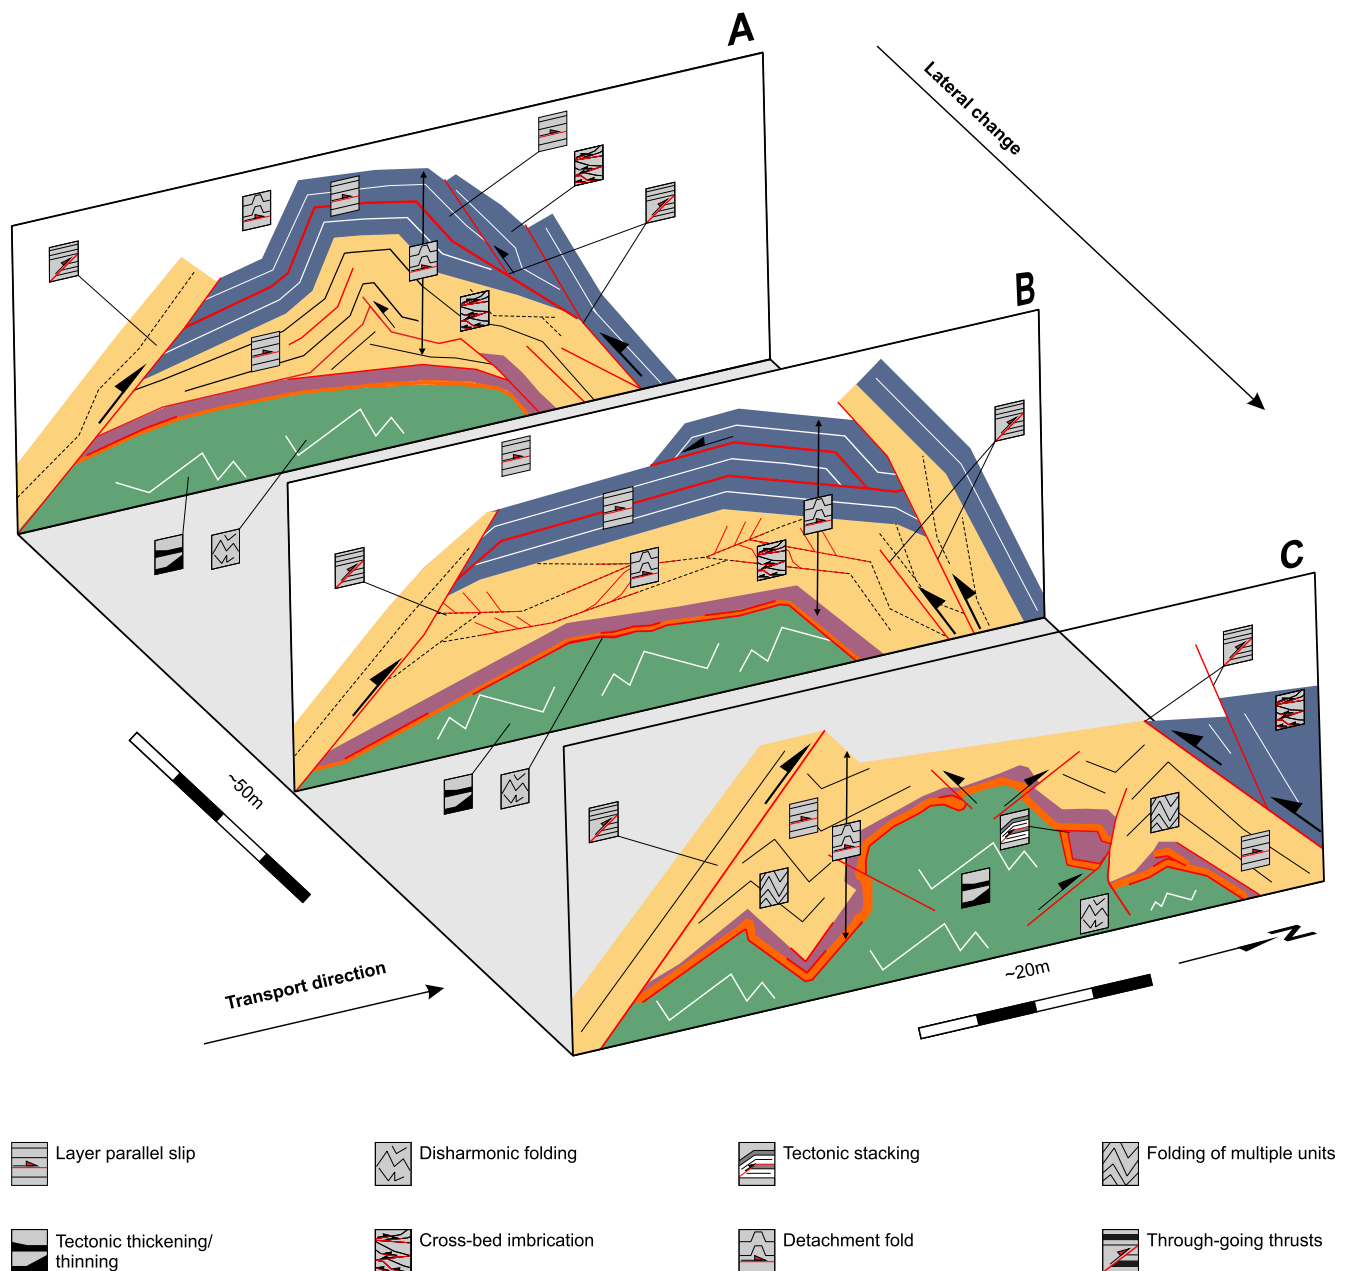 A
Lateral change
B
C
~50m
Transport direction
~20m
N
Layer parallel slip
Disharmonic folding
Tectonic stacking
Folding of multiple units
Tectonic thickening/
thinning
Cross-bed imbrication
Detachment fold
Through-going thrusts